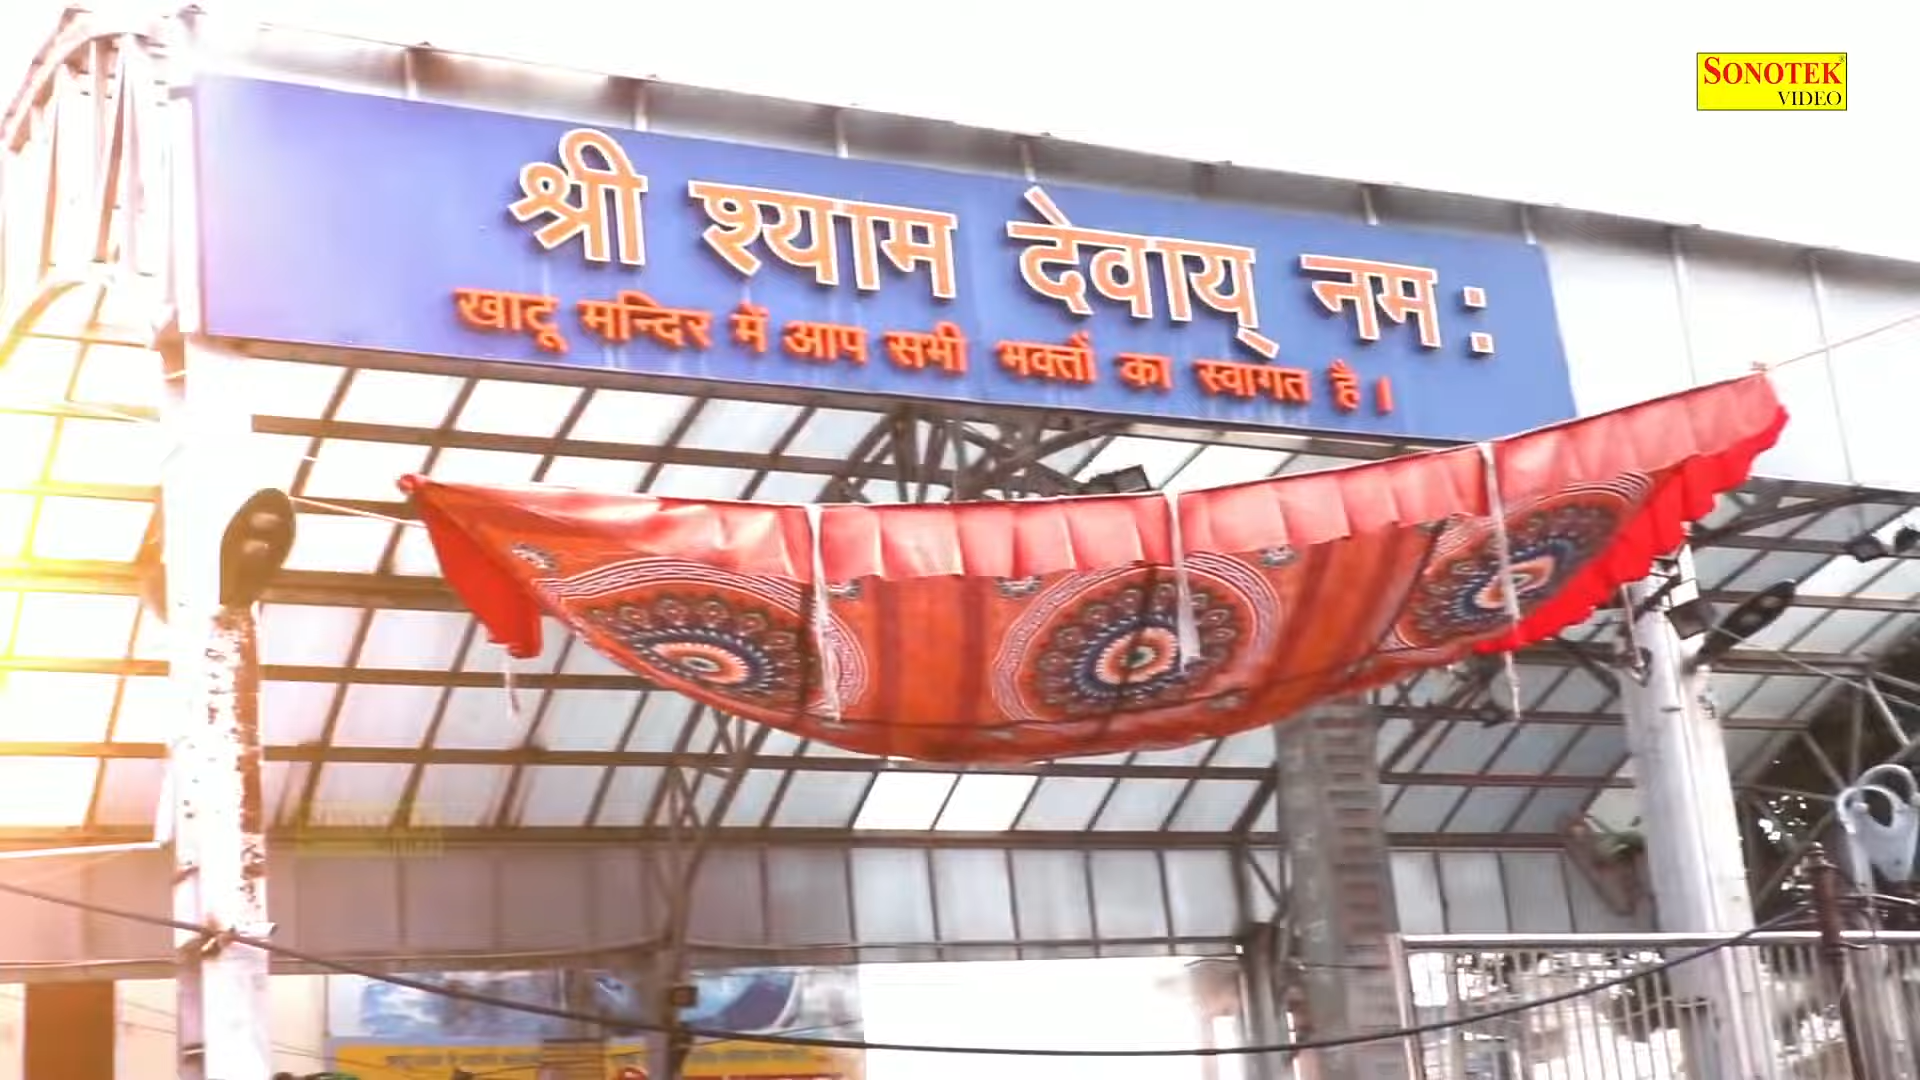 SONOTEK
VIDEO
श्री श्याम देवाय् नम :
खाटू मन्दिर में आप सभी भक्तों का स्वागत है ।